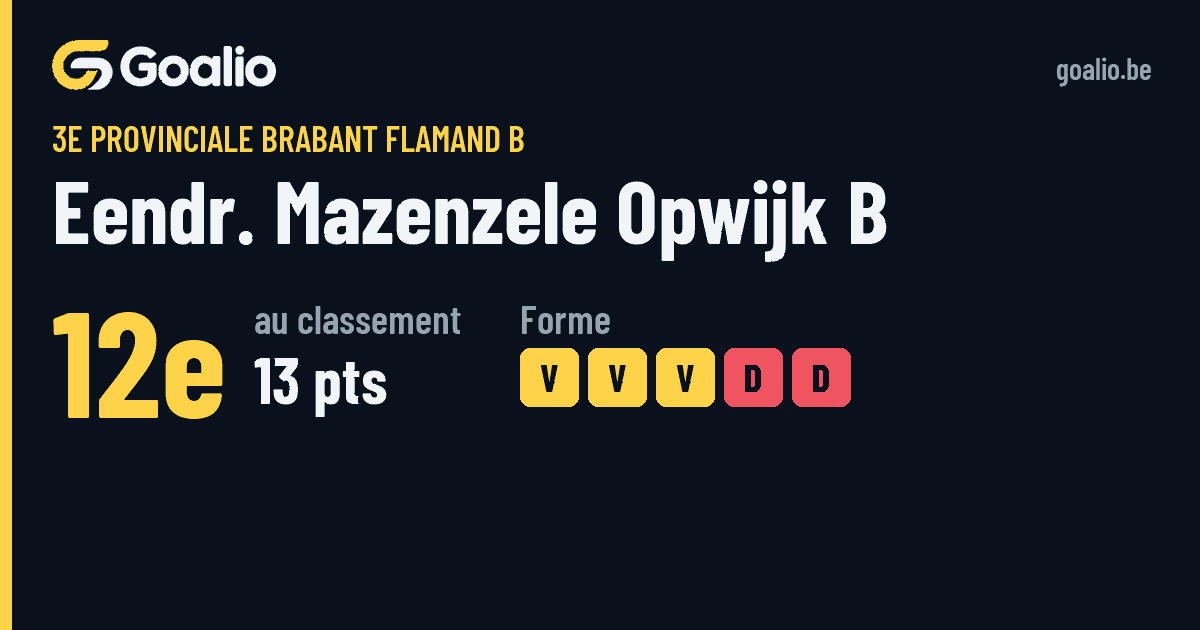 Goalio
goalio.be
3E PROVINCIALE BRABANT FLAMAND B
Eendr. Mazenzele Opwijk B
12e
au classement
13 pts
Forme
V V V D D